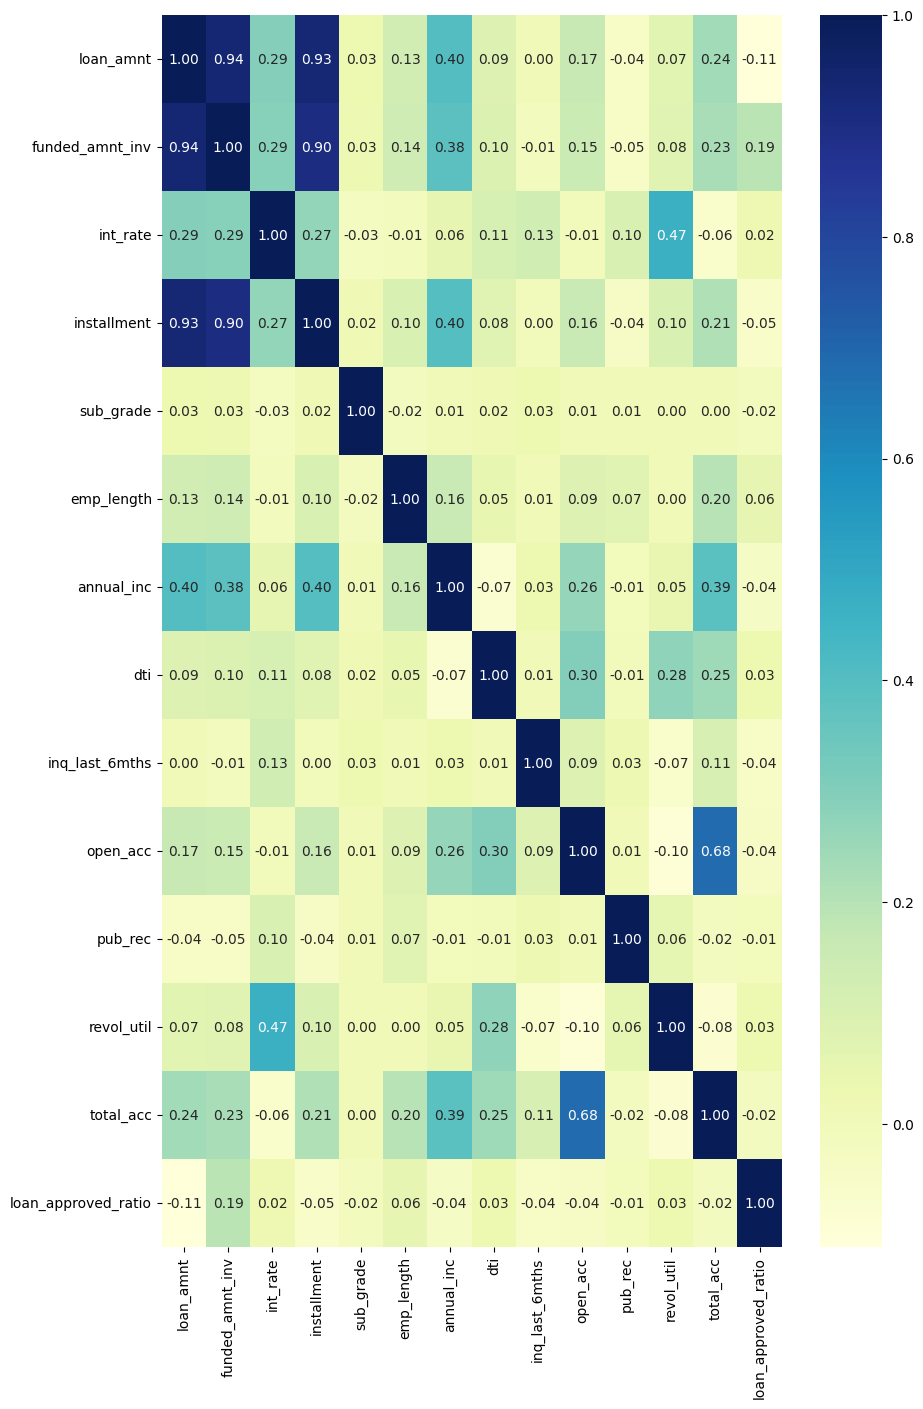 loan_amnt 1.00 0.94 0.29 0.93 0.03 0.13 0.40 0.09 0.00 0.17 -0.04 0.07 0.24 -0.11
funded_amnt_inv 0.94 1.00 0.29 0.90 0.03 0.14 0.38 0.10 -0.01 0.15 -0.05 0.08 0.23 0.19
int_rate 0.29 0.29 1.00 0.27 -0.03 -0.01 0.06 0.11 0.13 -0.01 0.10 0.47 -0.06 0.02
installment 0.93 0.90 0.27 1.00 0.02 0.10 0.40 0.08 0.00 0.16 -0.04 0.10 0.21 -0.05
sub_grade 0.03 0.03 -0.03 0.02 1.00 -0.02 0.01 0.02 0.03 0.01 0.01 0.00 0.00 -0.02
emp_length 0.13 0.14 -0.01 0.10 -0.02 1.00 0.16 0.05 0.01 0.09 0.07 0.00 0.20 0.06
annual_inc 0.40 0.38 0.06 0.40 0.01 0.16 1.00 -0.07 0.03 0.26 -0.01 0.05 0.39 -0.04
dti 0.09 0.10 0.11 0.08 0.02 0.05 -0.07 1.00 0.01 0.30 -0.01 0.28 0.25 0.03
inq_last_6mths 0.00 -0.01 0.13 0.00 0.03 0.01 0.03 0.01 1.00 0.09 0.03 -0.07 0.11 -0.04
open_acc 0.17 0.15 -0.01 0.16 0.01 0.09 0.26 0.30 0.09 1.00 0.01 -0.10 0.68 -0.04
pub_rec -0.04 -0.05 0.10 -0.04 0.01 0.07 -0.01 -0.01 0.03 0.01 1.00 0.06 -0.02 -0.01
revol_util 0.07 0.08 0.47 0.10 0.00 0.00 0.05 0.28 -0.07 -0.10 0.06 1.00 -0.08 0.03
total_acc 0.24 0.23 -0.06 0.21 0.00 0.20 0.39 0.25 0.11 0.68 -0.02 -0.08 1.00 -0.02
loan_approved_ratio -0.11 0.19 0.02 -0.05 -0.02 0.06 -0.04 0.03 -0.04 -0.04 -0.01 0.03 -0.02 1.00
loan_amnt
funded_amnt_inv
int_rate
installment
sub_grade
emp_length
annual_inc
dti
inq_last_6mths
open_acc
pub_rec
revol_util
total_acc
loan_approved_ratio
1.0
0.8
0.6
0.4
0.2
0.0